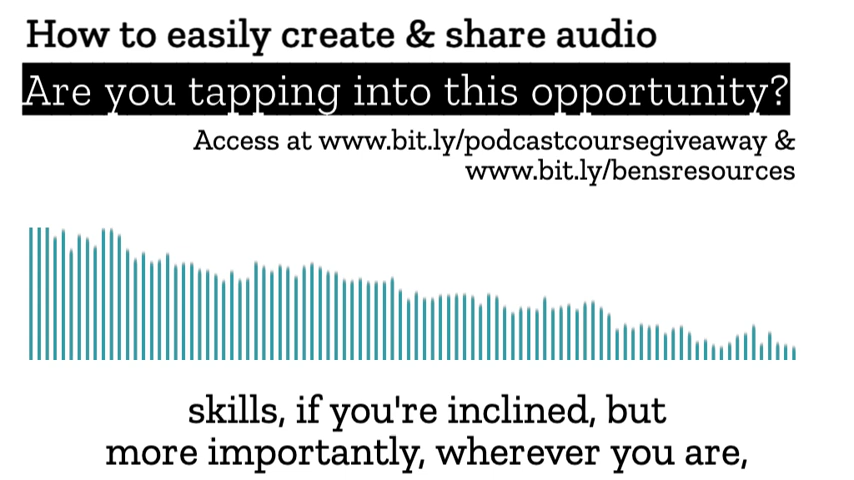 How to easily create & share audio
Are you tapping into this opportunity?
Access at www.bit.ly/podcastcoursegiveaway &
www.bit.ly/bensresources
skills, if you're inclined, but
more importantly, wherever you are,